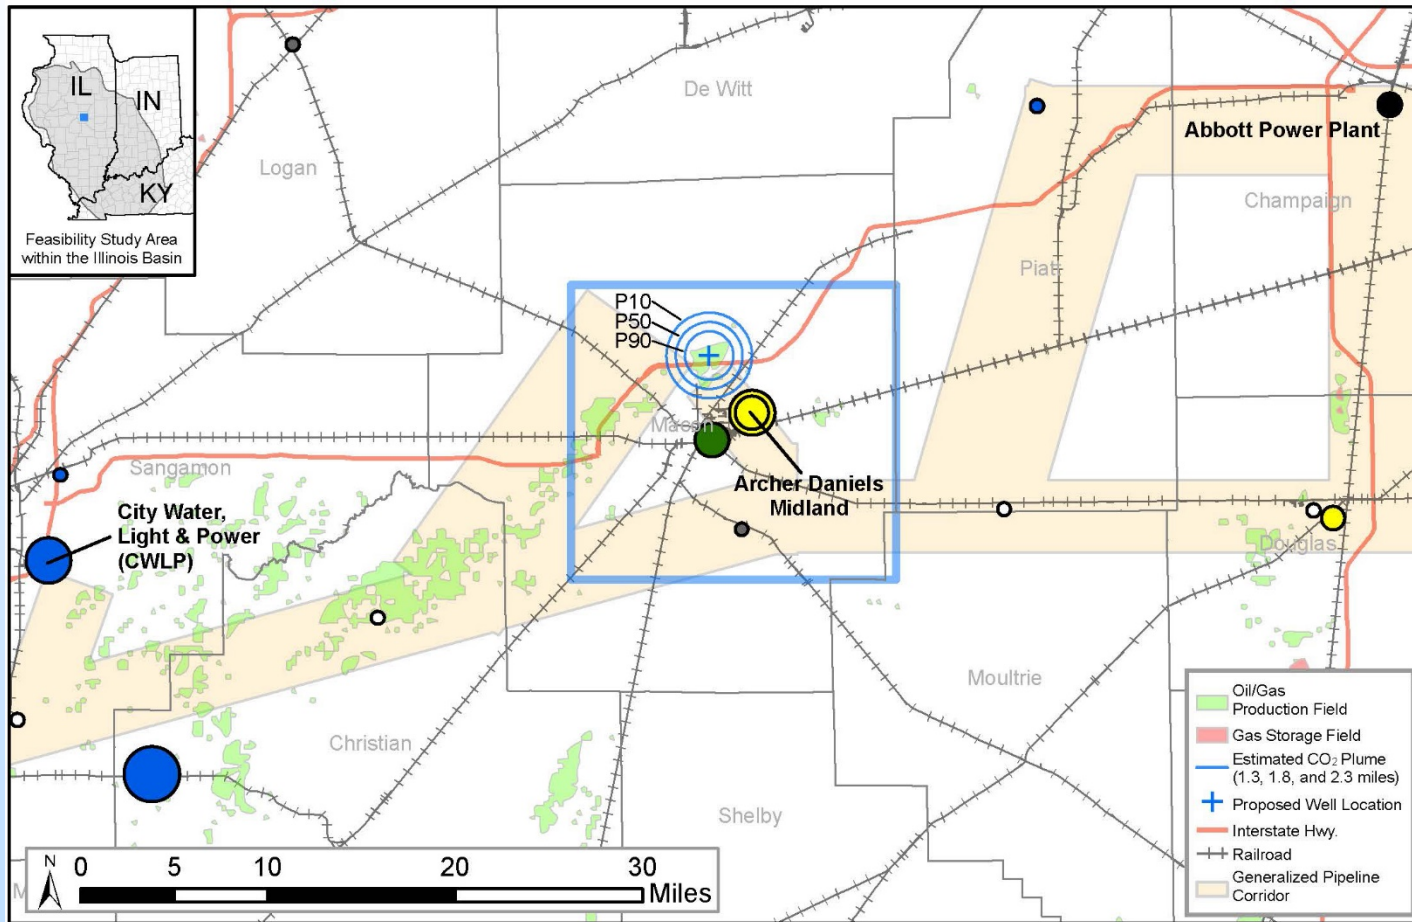 IL
IN
KY
Feasibility Study Area
within the Illinois Basin
De Witt
Logan
Abbott Power Plant
Champaign
Piatt
P10
P50
P90
Macon
Archer Daniels
Midland
Sangamon
City Water,
Light & Power
(CWLP)
Douglas
Moultrie
Christian
Shelby
Oil/Gas
Production Field
Gas Storage Field
Estimated CO₂ Plume
(1.3, 1.8, and 2.3 miles)
Proposed Well Location
Interstate Hwy.
Railroad
Generalized Pipeline
Corridor
N
0 5 10 20 30
Miles